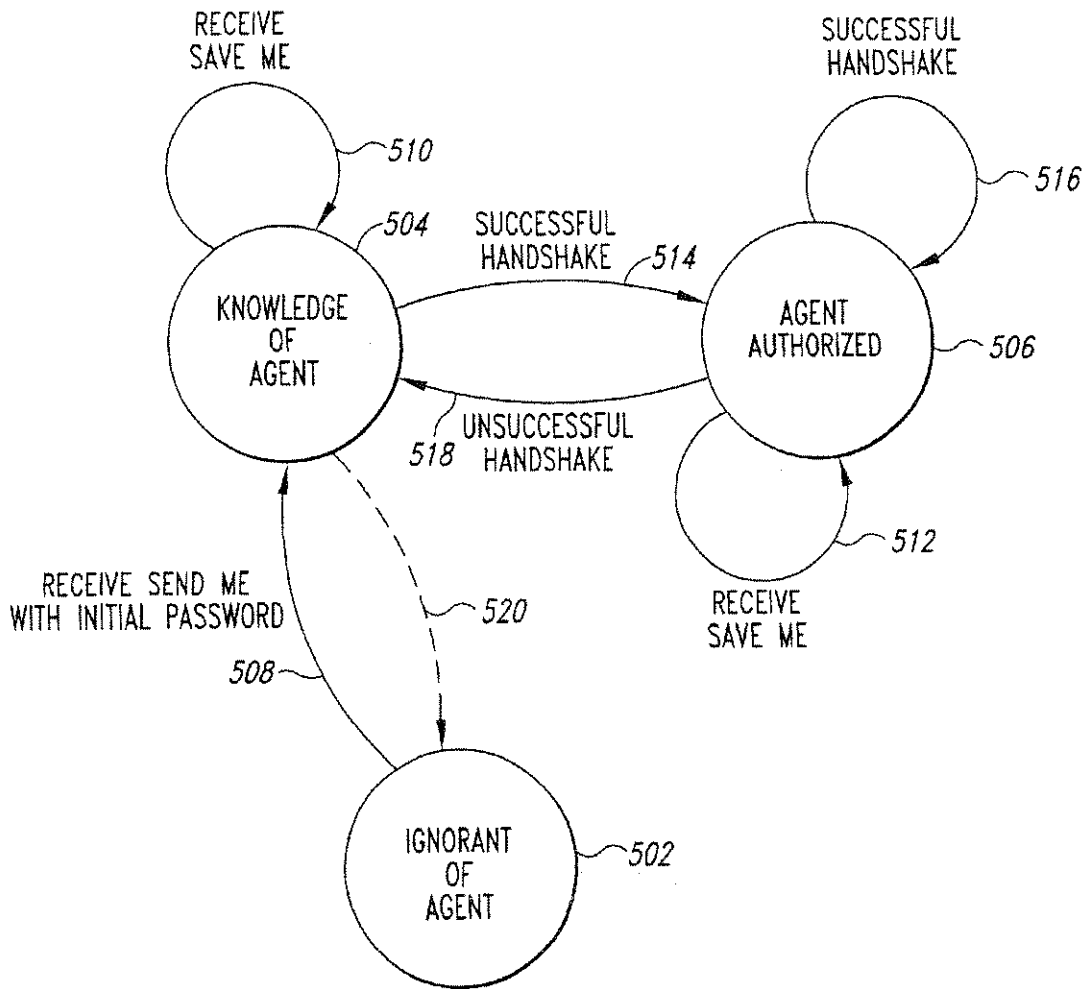 RECEIVE
SAVE ME
510
504
SUCCESSFUL
HANDSHAKE
514
SUCCESSFUL
HANDSHAKE
516
KNOWLEDGE
OF
AGENT
AGENT
AUTHORIZED
506
518
UNSUCCESSFUL
HANDSHAKE
512
RECEIVE
SAVE ME
RECEIVE SEND ME
WITH INITIAL PASSWORD
508
520
IGNORANT
OF
AGENT
502